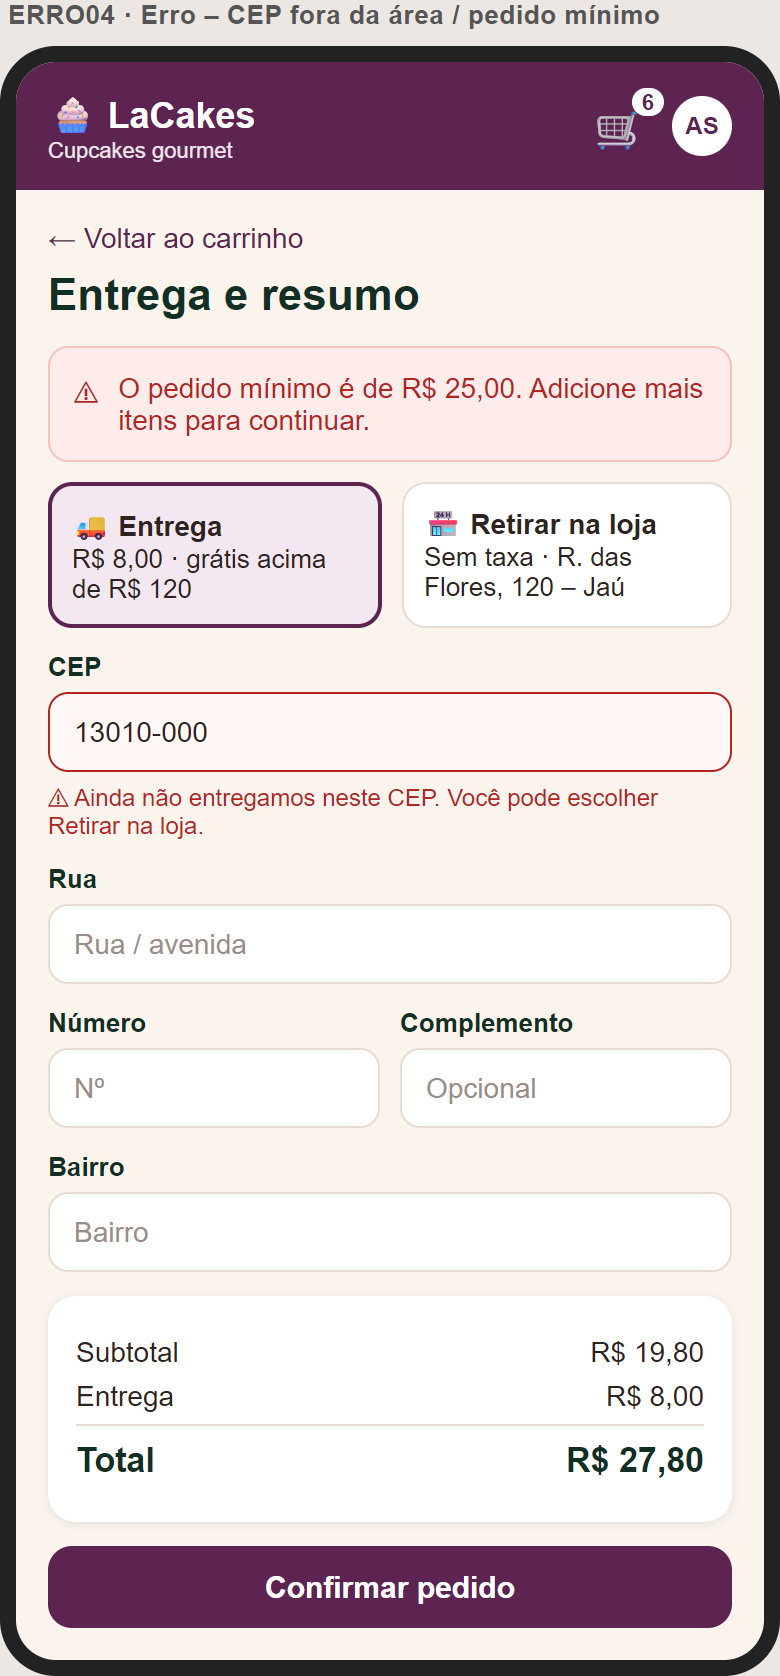 ERRO04 · Erro – CEP fora da área / pedido mínimo
LaCakes
Cupcakes gourmet
6
AS
← Voltar ao carrinho
Entrega e resumo
⚠ O pedido mínimo é de R$ 25,00. Adicione mais
itens para continuar.
Entrega
R$ 8,00 · grátis acima
de R$ 120
Retirar na loja
Sem taxa · R. das
Flores, 120 – Jaú
CEP
13010-000
⚠ Ainda não entregamos neste CEP. Você pode escolher
Retirar na loja.
Rua
Rua / avenida
Número
Nº
Complemento
Opcional
Bairro
Bairro
Subtotal R$ 19,80
Entrega R$ 8,00
Total R$ 27,80
Confirmar pedido